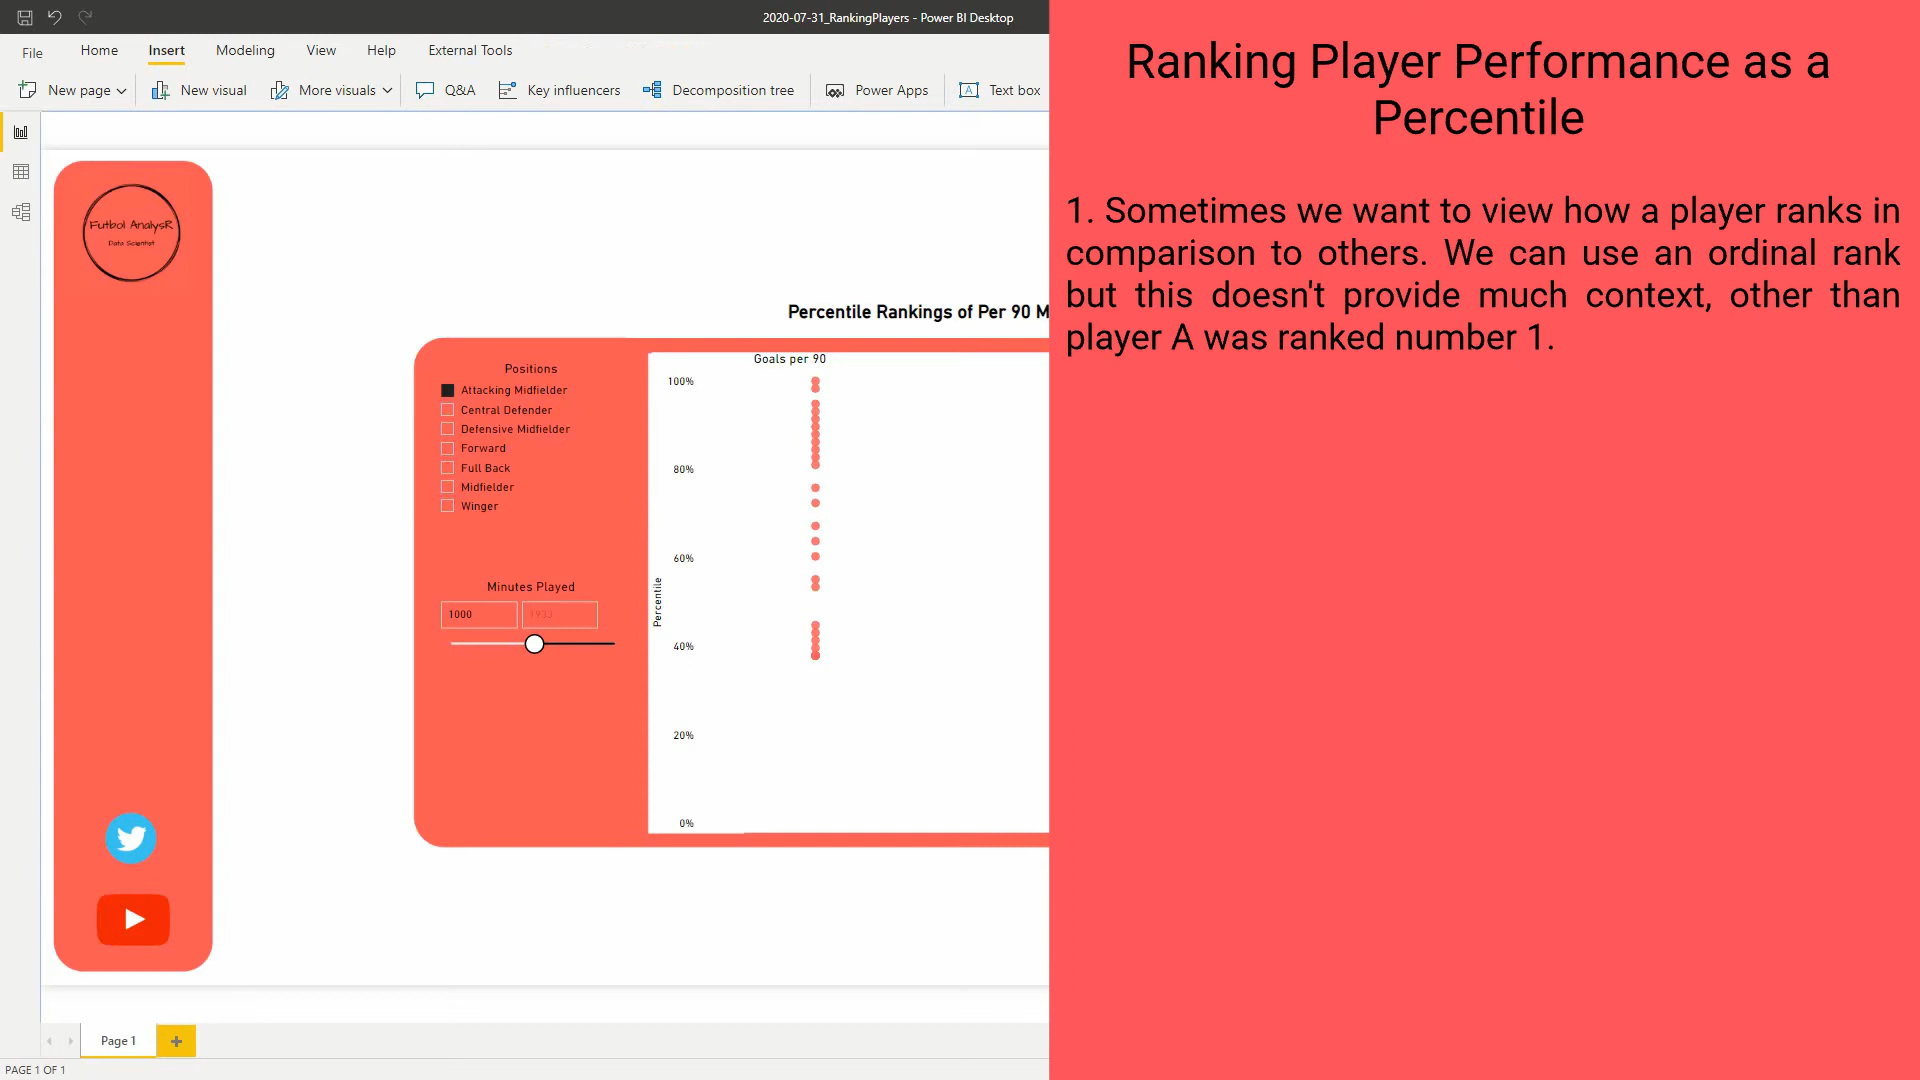 2020-07-31_RankingPlayers - Power BI Desktop
File
Home
Insert
Modeling
View
Help
External Tools
New page
New visual
More visuals
Q&A
Key influencers
Decomposition tree
Power Apps
A
Text box
Futbol AnalysR
Data Scientist
Percentile Rankings of Per 90 M
Positions
Attacking Midfielder
Central Defender
Defensive Midfielder
Forward
Full Back
Midfielder
Winger
Minutes Played
1000
1933
Goals per 90
Percentile
100%
80%
60%
40%
20%
0%
Page 1
PAGE 1 OF 1
Ranking Player Performance as a
Percentile
1. Sometimes we want to view how a player ranks in
comparison to others. We can use an ordinal rank
but this doesn't provide much context, other than
player A was ranked number 1.